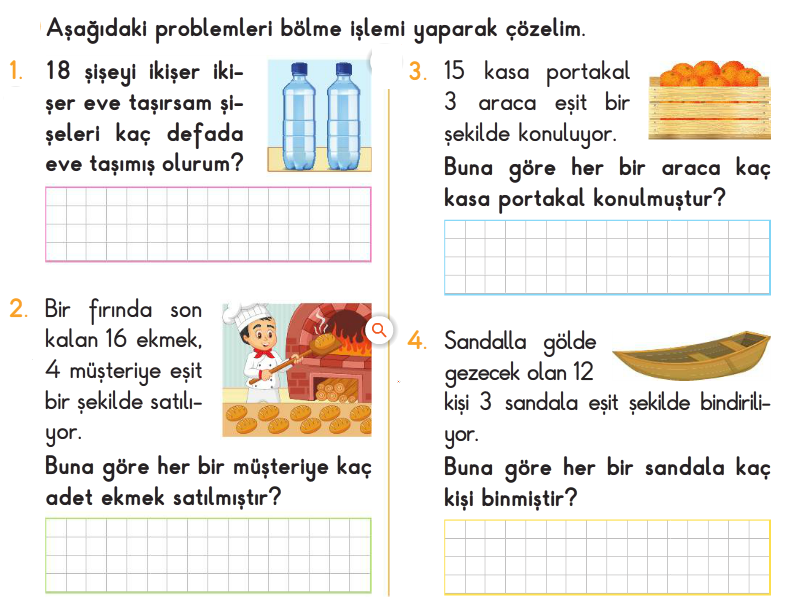 Aşağıdaki problemleri bölme işlemi yaparak çözelim.
1. 18 şişeyi ikişer iki-
şer eve taşırsam şi-
şeleri kaç defada
eve taşımış olurum?
2. Bir fırında son
kalan 16 ekmek,
4 müşteriye eşit
bir şekilde satılı-
yor.
Buna göre her bir müşteriye kaç
adet ekmek satılmıştır?
3. 15 kasa portakal
3 araca eşit bir
şekilde konuluyor.
Buna göre her bir araca kaç
kasa portakal konulmuştur?
4. Sandalla gölde
gezecek olan 12
kişi 3 sandala eşit şekilde bindirili-
yor.
Buna göre her bir sandala kaç
kişi binmiştir?